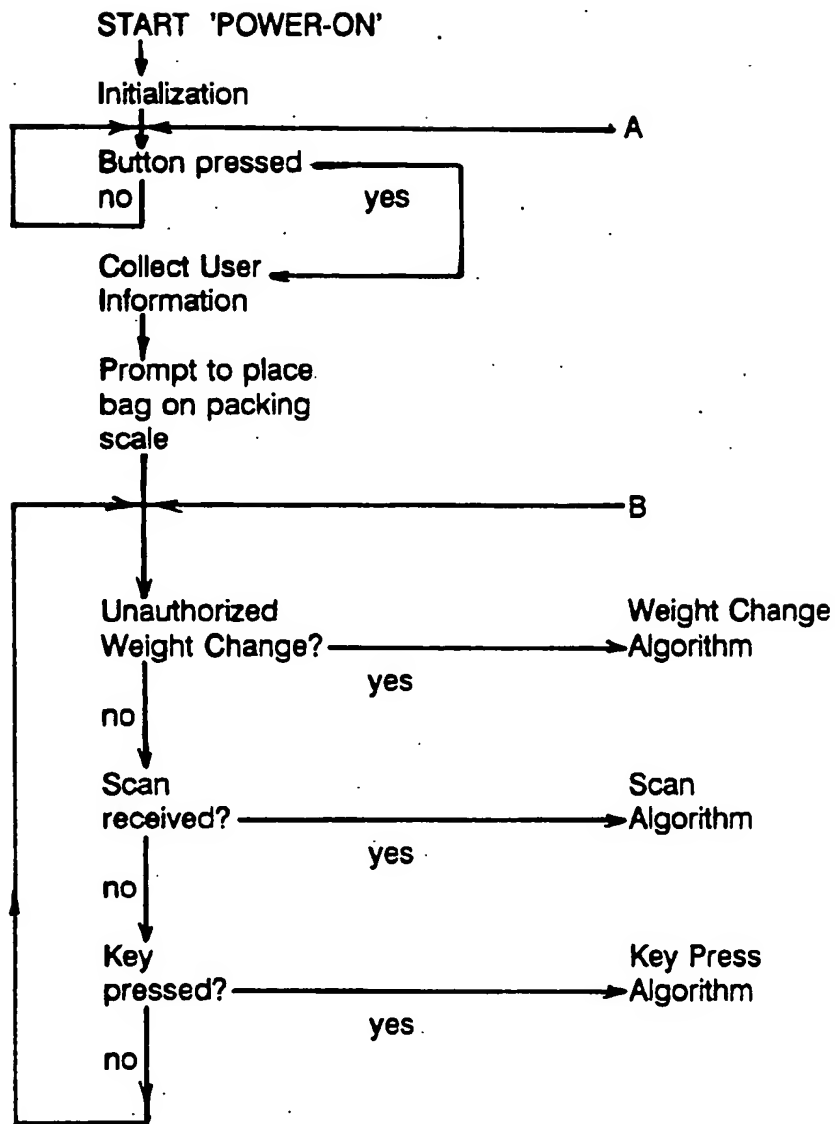 START 'POWER-ON'
Initialization
A
Button pressed
no
yes
Collect User
Information
Prompt to place
bag on packing
scale
B
Unauthorized
Weight Change?
yes
Weight Change
Algorithm
no
Scan
received?
yes
Scan
Algorithm
no
Key
pressed?
yes
Key Press
Algorithm
no